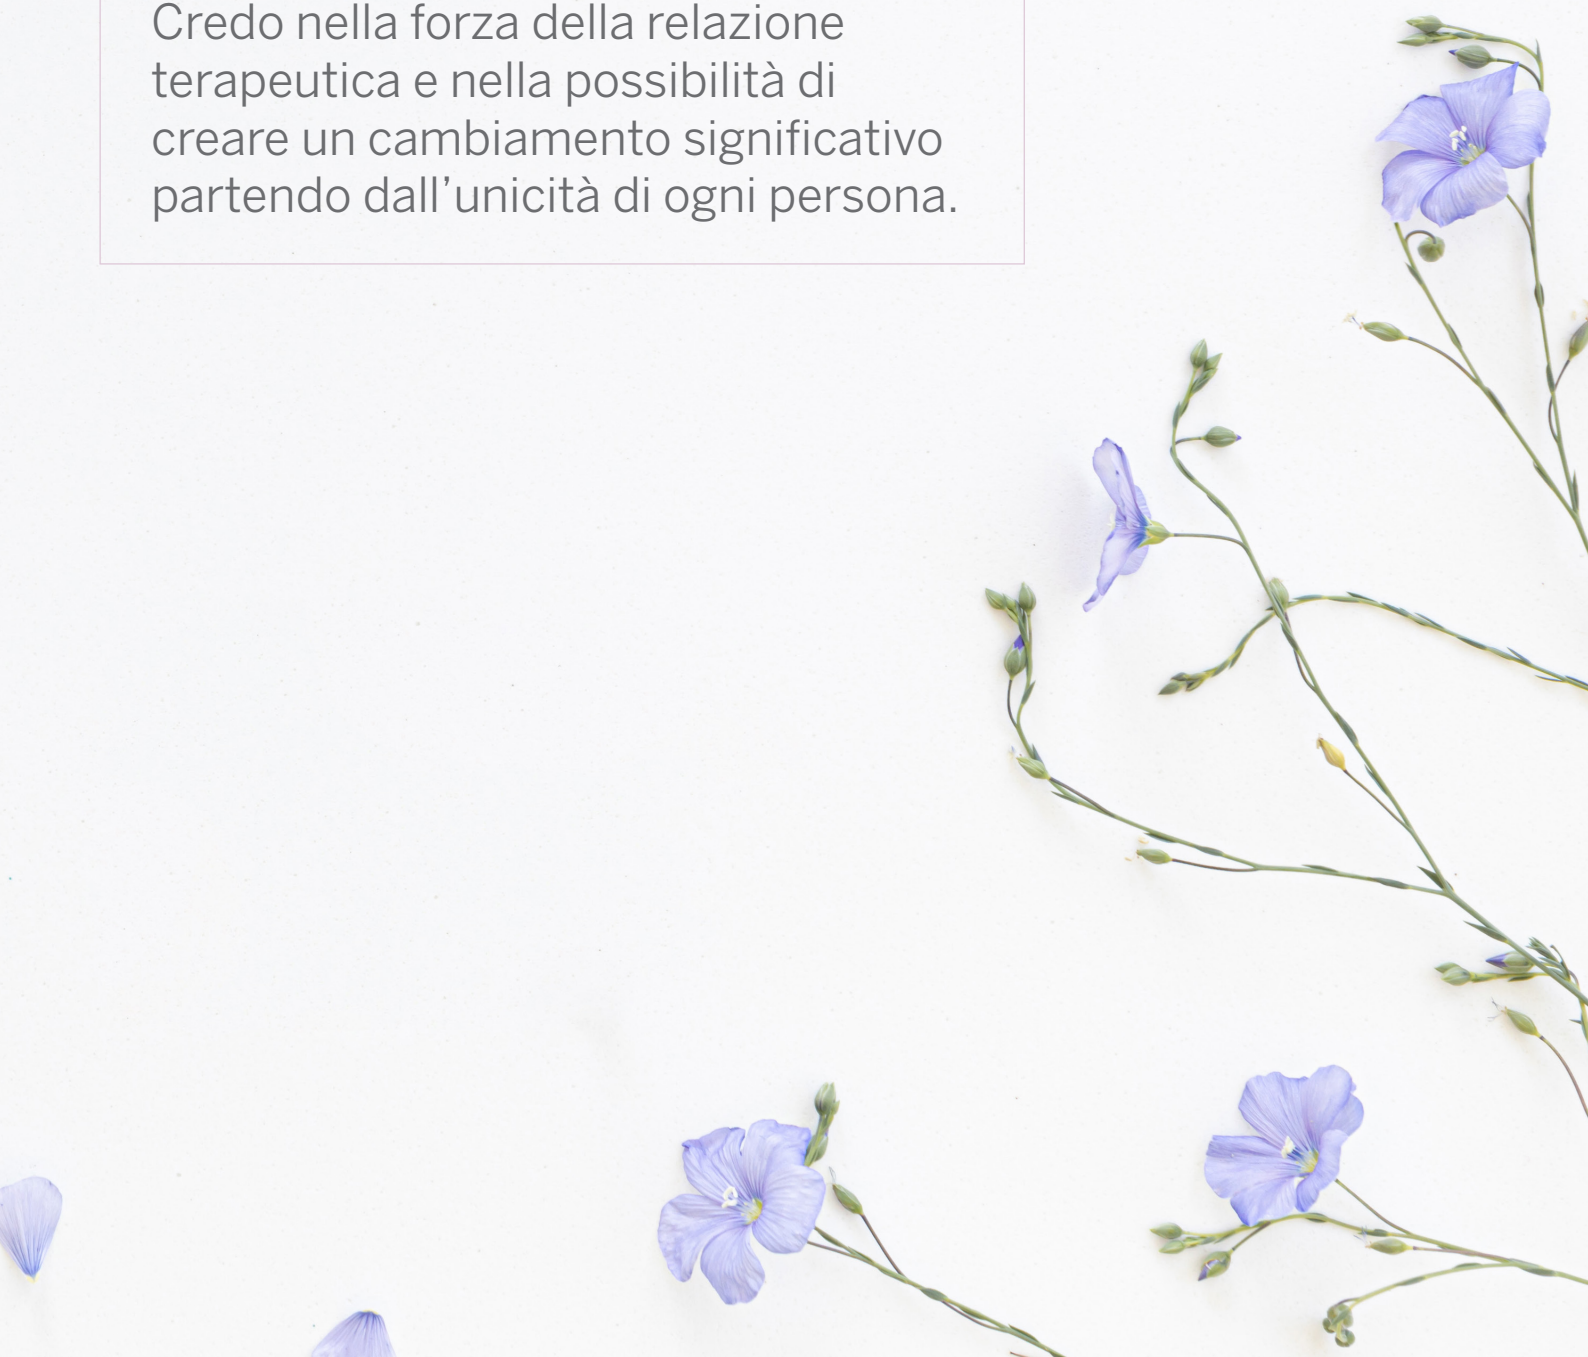 Credo nella forza della relazione
terapeutica e nella possibilità di
creare un cambiamento significativo
partendo dall’unicità di ogni persona.